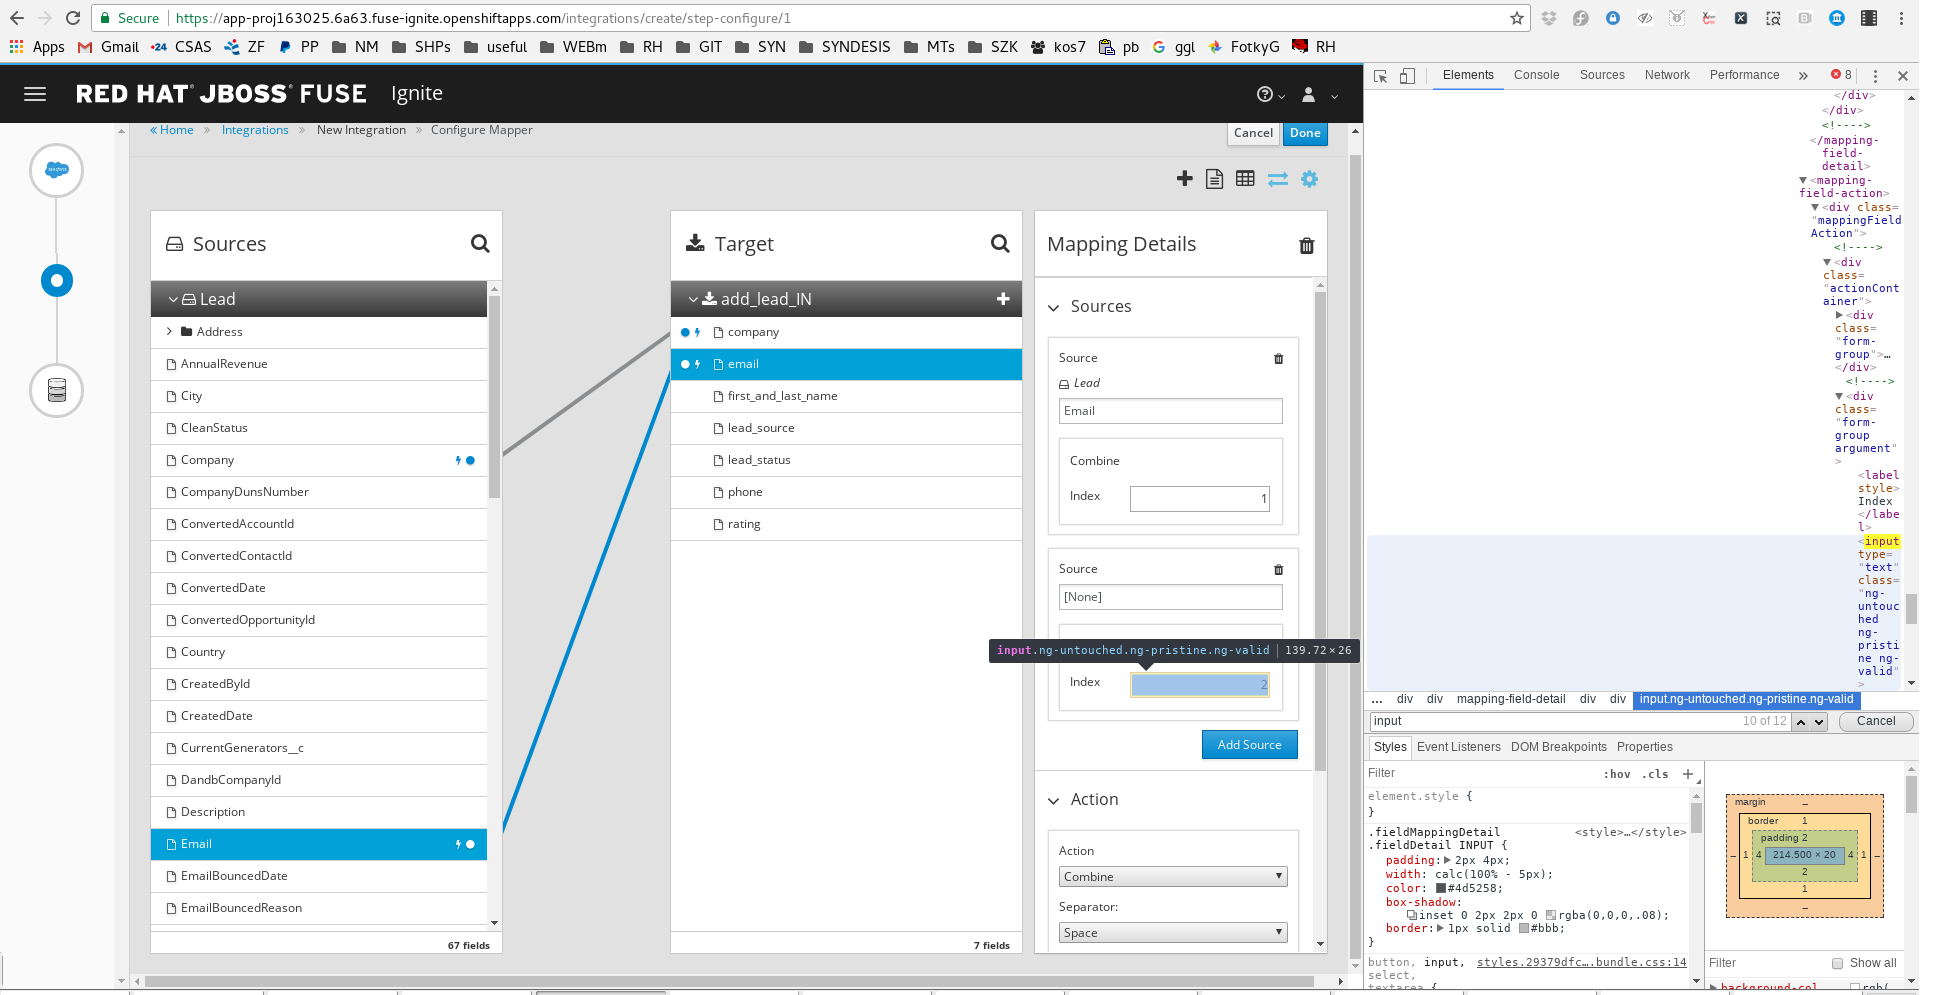 Secure https://app-proj163025.6a63.fuse-ignite.openshiftapps.com/integrations/create/step-configure/1
Apps Gmail 24 CSAS ZF PP NM SHPs useful WEBm RH GIT SYN SYNDESIS MTs SZK kos7 pb ggl FotkyG RH
RED HAT JBOSS FUSE Ignite
« Home » Integrations » New Integration » Configure Mapper
Cancel Done
Sources
Lead
Address
AnnualRevenue
City
CleanStatus
Company
CompanyDunsNumber
ConvertedAccountId
ConvertedContactId
ConvertedDate
ConvertedOpportunityId
Country
CreatedById
CreatedDate
CurrentGenerators__c
DandbCompanyId
Description
Email
EmailBouncedDate
EmailBouncedReason
67 fields
Target
add_lead_IN
company
email
first_and_last_name
lead_source
lead_status
phone
rating
7 fields
Mapping Details
Sources
Source
Lead
Email
Combine
Index 1
Source
[None]
input.ng-untouched.ng-pristine.ng-valid | 139.72 × 26
Index 2
Add Source
Action
Action
Combine
Separator:
Space
Elements Console Sources Network Performance » 8
</div>
</div>
<!---->
</mapping-
field-
detail>
▼<mapping-
field-action>
▼<div class=
"mappingField
Action">
<!---->
▼<div
class=
"actionCont
ainer">
▶<div
class=
"form-
group">…
</div>
<!---->
▼<div
class=
"form-
group
argument"
>
<label
style>
Index
</labe
l>
<input
type=
"text"
class=
"ng-
untouc
hed
ng-
pristi
ne ng-
valid"
>
... div div mapping-field-detail div div input.ng-untouched.ng-pristine.ng-valid
input 10 of 12 Cancel
Styles Event Listeners DOM Breakpoints Properties
Filter :hov .cls +
element.style {
}
.fieldMappingDetail <style>…</style>
.fieldDetail INPUT {
padding:▶2px 4px;
width: calc(100% - 5px);
color: #4d5258;
box-shadow:
inset 0 2px 2px 0 rgba(0,0,0,.08);
border:▶1px solid #bbb;
}
button, input, styles.29379dfc….bundle.css:14
select,
textarea {
margin –
border 1
padding 2
– 1 4 214.500 × 20 4 1 –
2
1
–
Filter Show all
▶background-col… rgb(